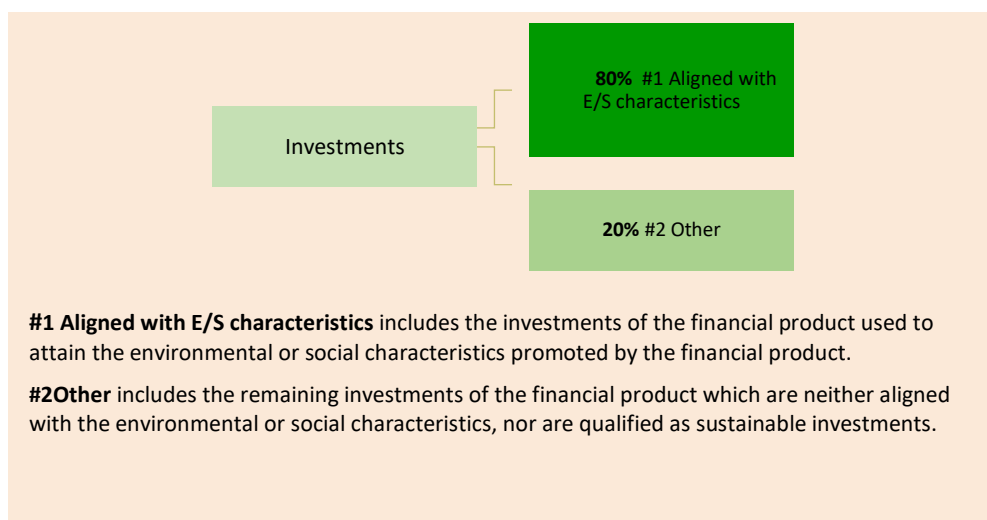 80% #1 Aligned with
E/S characteristics
Investments
20% #2 Other
#1 Aligned with E/S characteristics includes the investments of the financial product used to
attain the environmental or social characteristics promoted by the financial product.
#2Other includes the remaining investments of the financial product which are neither aligned
with the environmental or social characteristics, nor are qualified as sustainable investments.